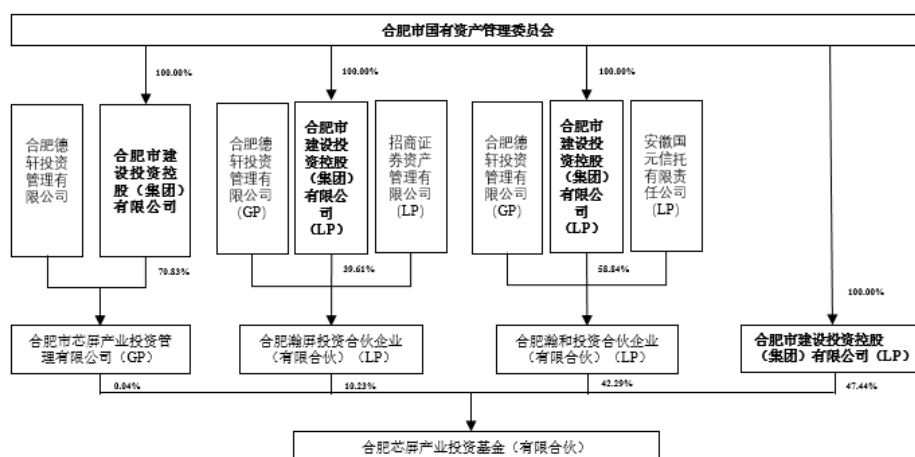 合肥市国有资产管理委员会
100.00%
100.00%
100.00%
合肥德
轩投资
管理有
限公司
合肥市建
设投资控
股（集团）
有限公司
合肥德
轩投资
管理有
限公司
(GP)
合肥市
建设投
资控股
（集团）
有限公
司
（LP）
招商证
券资产
管理有
限公司
(LP)
合肥德
轩投资
管理有
限公司
(GP)
合肥市
建设投
资控股
（集团）
有限公
司
（LP）
安徽国
元信托
有限责
任公司
(LP)
70.83%
39.61%
58.84%
100.00%
合肥市芯屏产业投资管
理有限公司（GP）
合肥瀚屏投资合伙企业
（有限合伙）（LP）
合肥瀚和投资合伙企业
（有限合伙）（LP）
合肥市建设投资控股
（集团）有限公司（LP）
0.04%
10.23%
42.29%
47.44%
合肥芯屏产业投资基金（有限合伙）